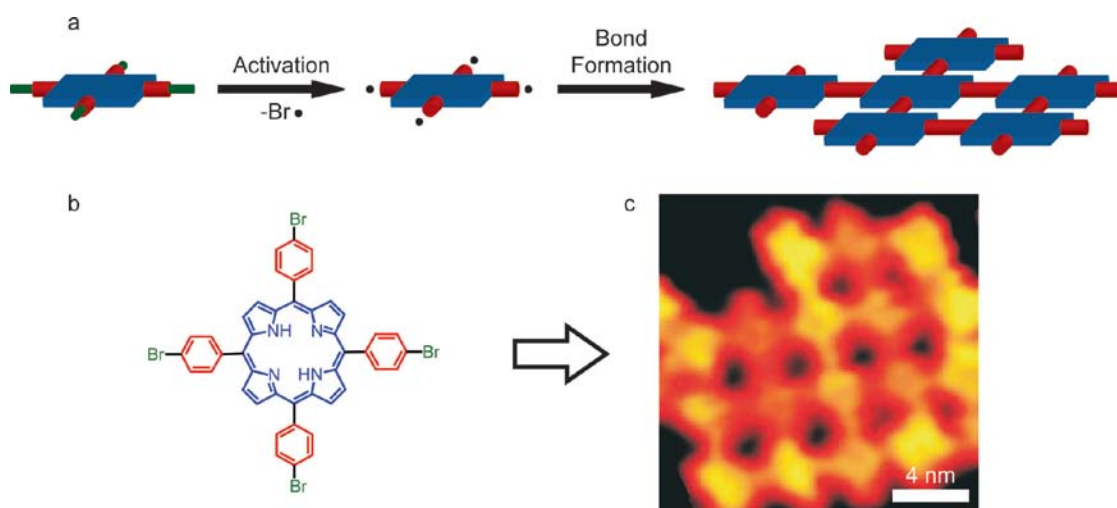 a
Activation
-Br•
Bond
Formation
b
c
Br
Br
NH
N
Br
N
HN
Br
4 nm